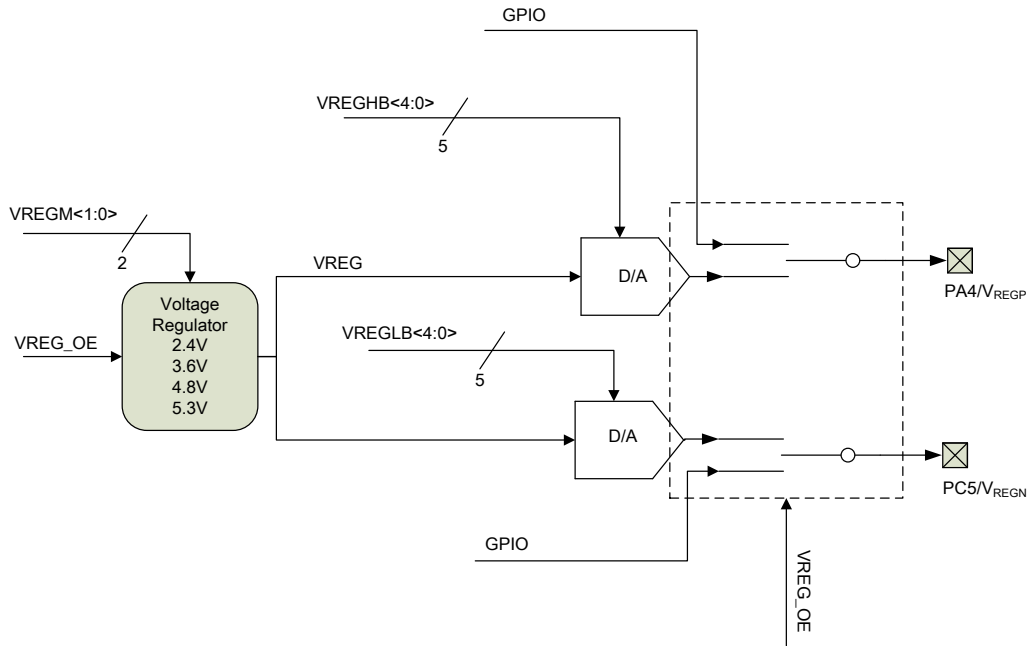 GPIO
VREGHB<4:0>
5
VREGM<1:0>
2
VREG
D/A
PA4/VREGP
Voltage
Regulator
2.4V
3.6V
4.8V
5.3V
VREG_OE
VREGLB<4:0>
5
D/A
PC5/VREGN
GPIO
VREG_OE